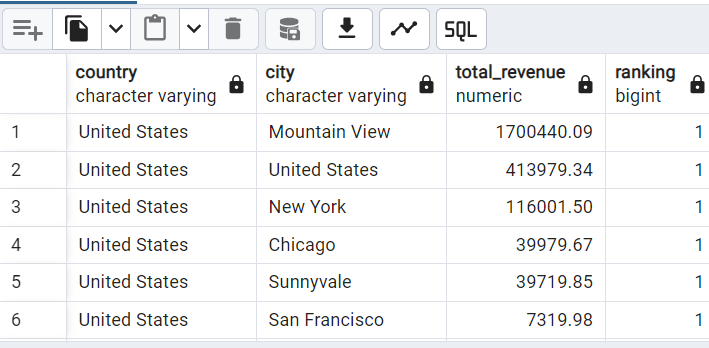 SQL
country city total_revenue ranking
character varying character varying numeric bigint
1 United States Mountain View 1700440.09 1
2 United States United States 413979.34 1
3 United States New York 116001.50 1
4 United States Chicago 39979.67 1
5 United States Sunnyvale 39719.85 1
6 United States San Francisco 7319.98 1